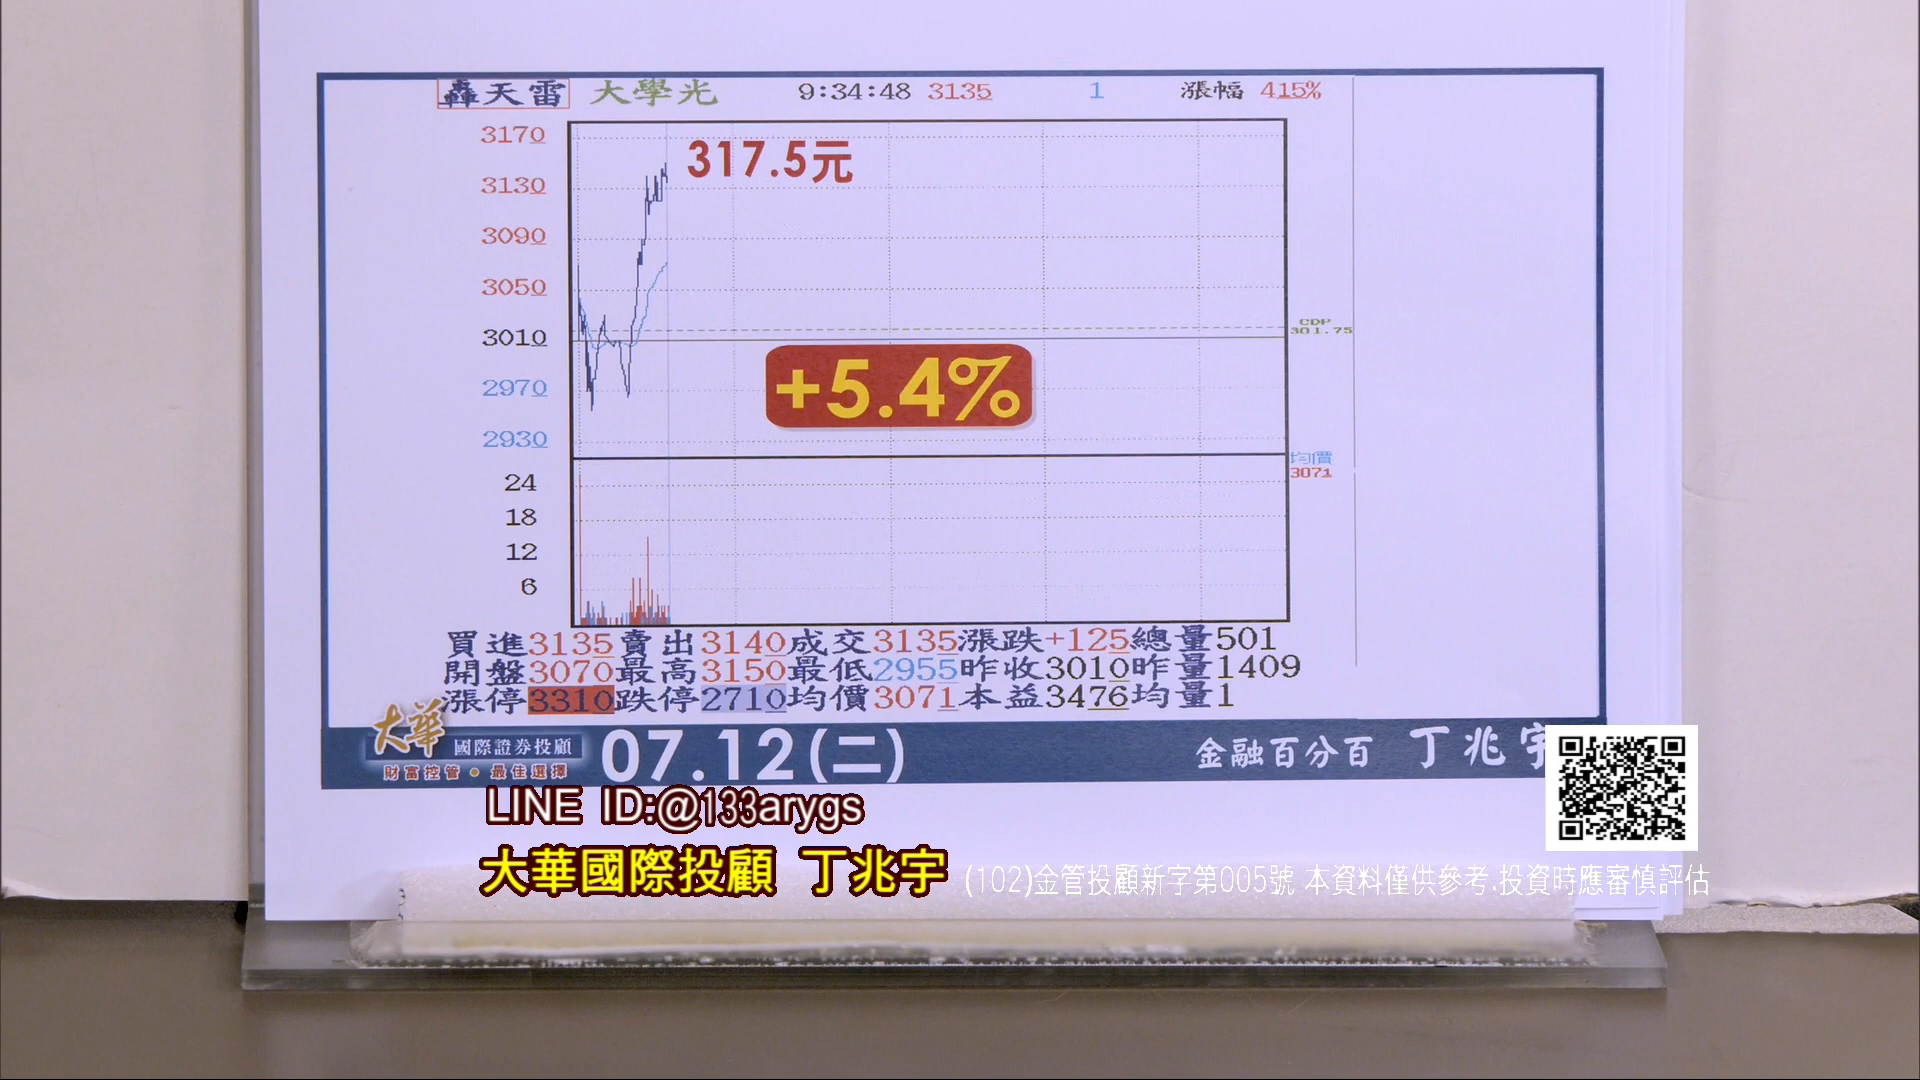 轟天雷 大學光 9:34:48 3135 1 漲幅 415%
3170
317.5元
3130
3090
3050
3010
CDP
301.75
2970
+5.4%
2930
均價
3071
24
18
12
6
買進3135賣出3140成交3135漲跌+125總量501
開盤3070最高3150最低2955昨收3010昨量1409
漲停3310跌停2710均價3071本益3476均量1
大華 國際證券投顧
財富控管•最佳選擇
07.12(二)
金融百分百 丁兆宇
LINE ID:@133arygs
大華國際投顧 丁兆宇 (102)金管投顧新字第005號 本資料僅供參考.投資時應審慎評估